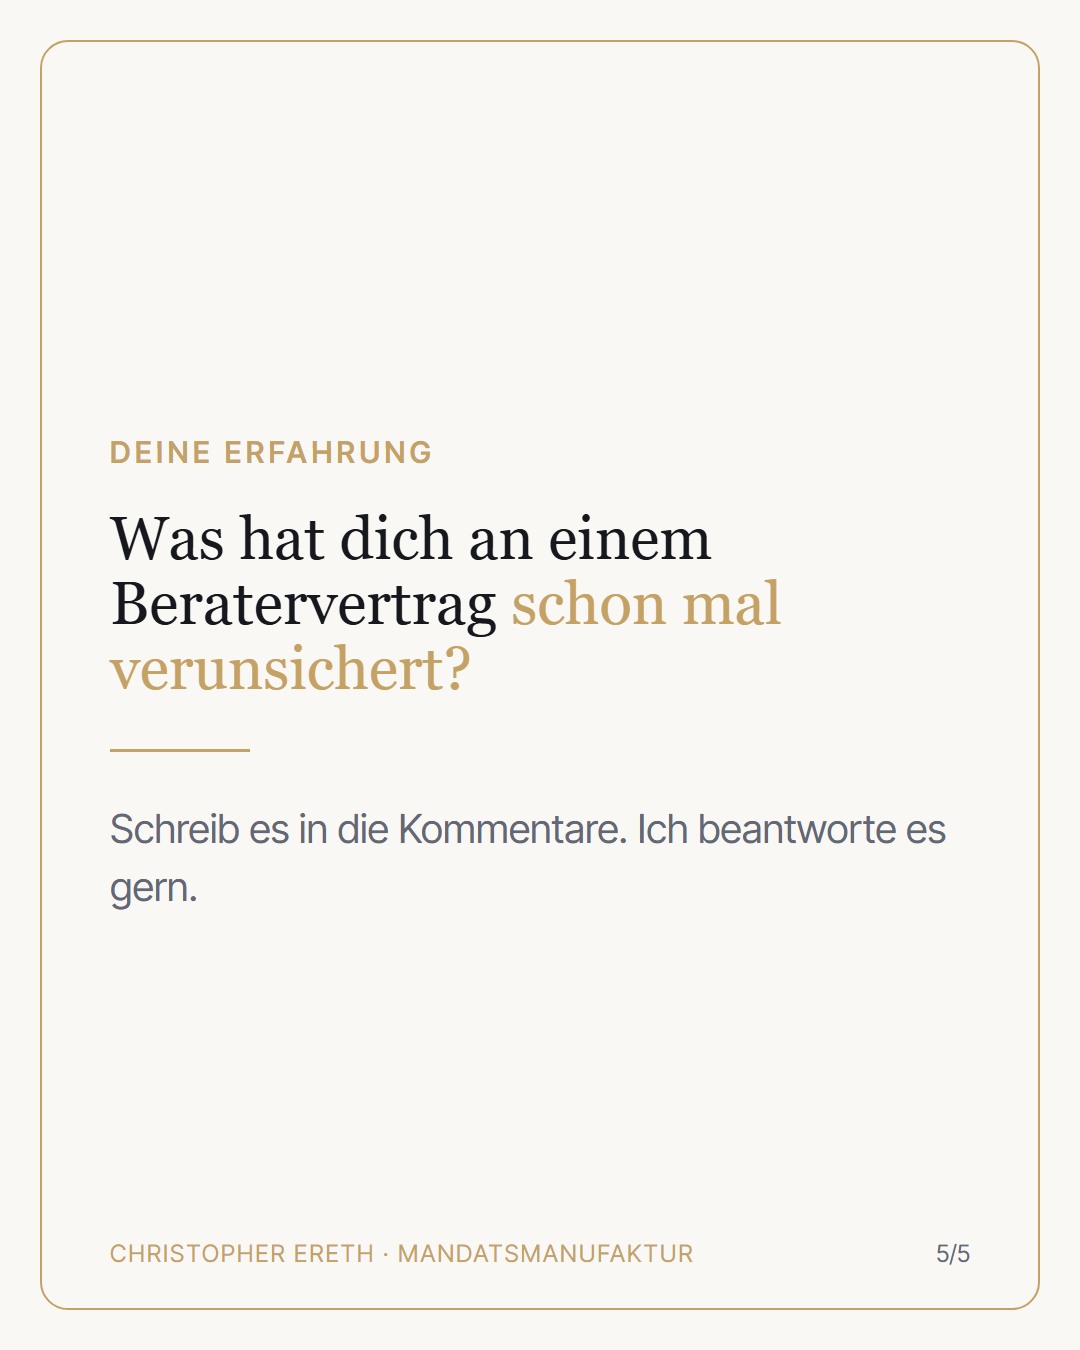 DEINE ERFAHRUNG
Was hat dich an einem
Beratervertrag schon mal
verunsichert?
Schreib es in die Kommentare. Ich beantworte es
gern.
CHRISTOPHER ERETH · MANDATSMANUFAKTUR
5/5